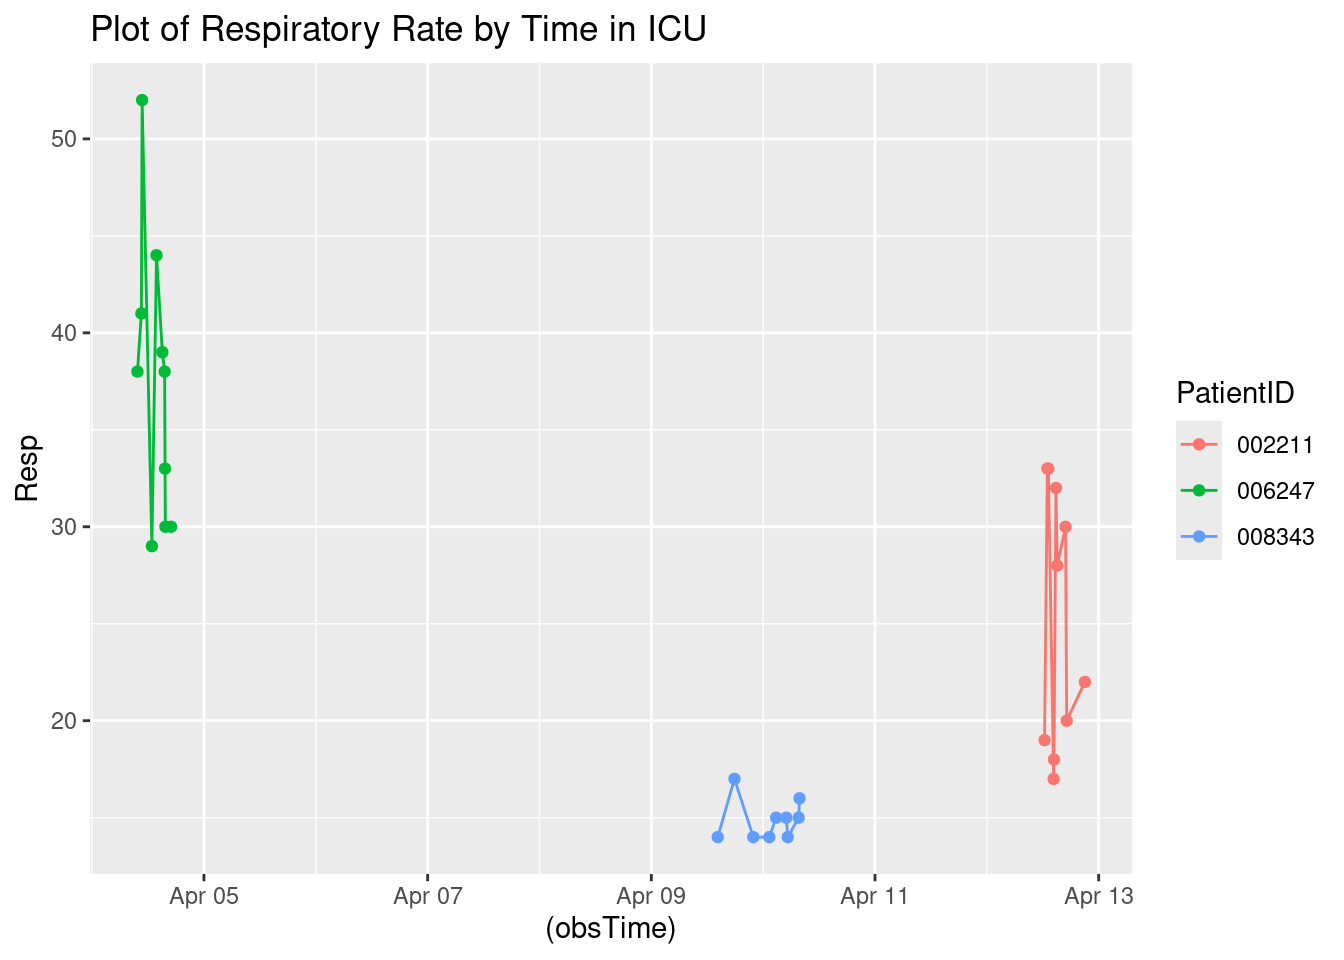 Plot of Respiratory Rate by Time in ICU
Resp
50
40
30
20
Apr 05
Apr 07
Apr 09
Apr 11
Apr 13
(obsTime)
PatientID
002211
006247
008343